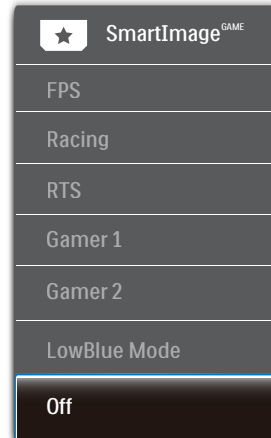 SmartImage GAME
FPS
Racing
RTS
Gamer 1
Gamer 2
LowBlue Mode
Off